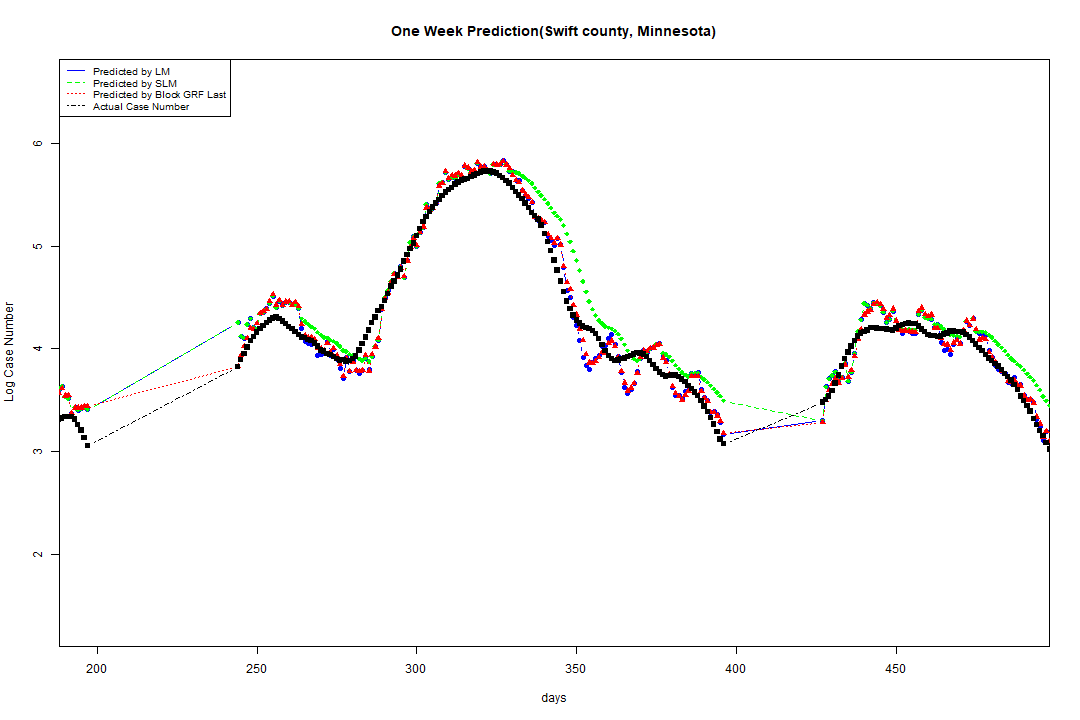 One Week Prediction(Swift county, Minnesota)
Predicted by LM
Predicted by SLM
Predicted by Block GRF Last
Actual Case Number
6
5
4
3
2
Log Case Number
200 250 300 350 400 450
days